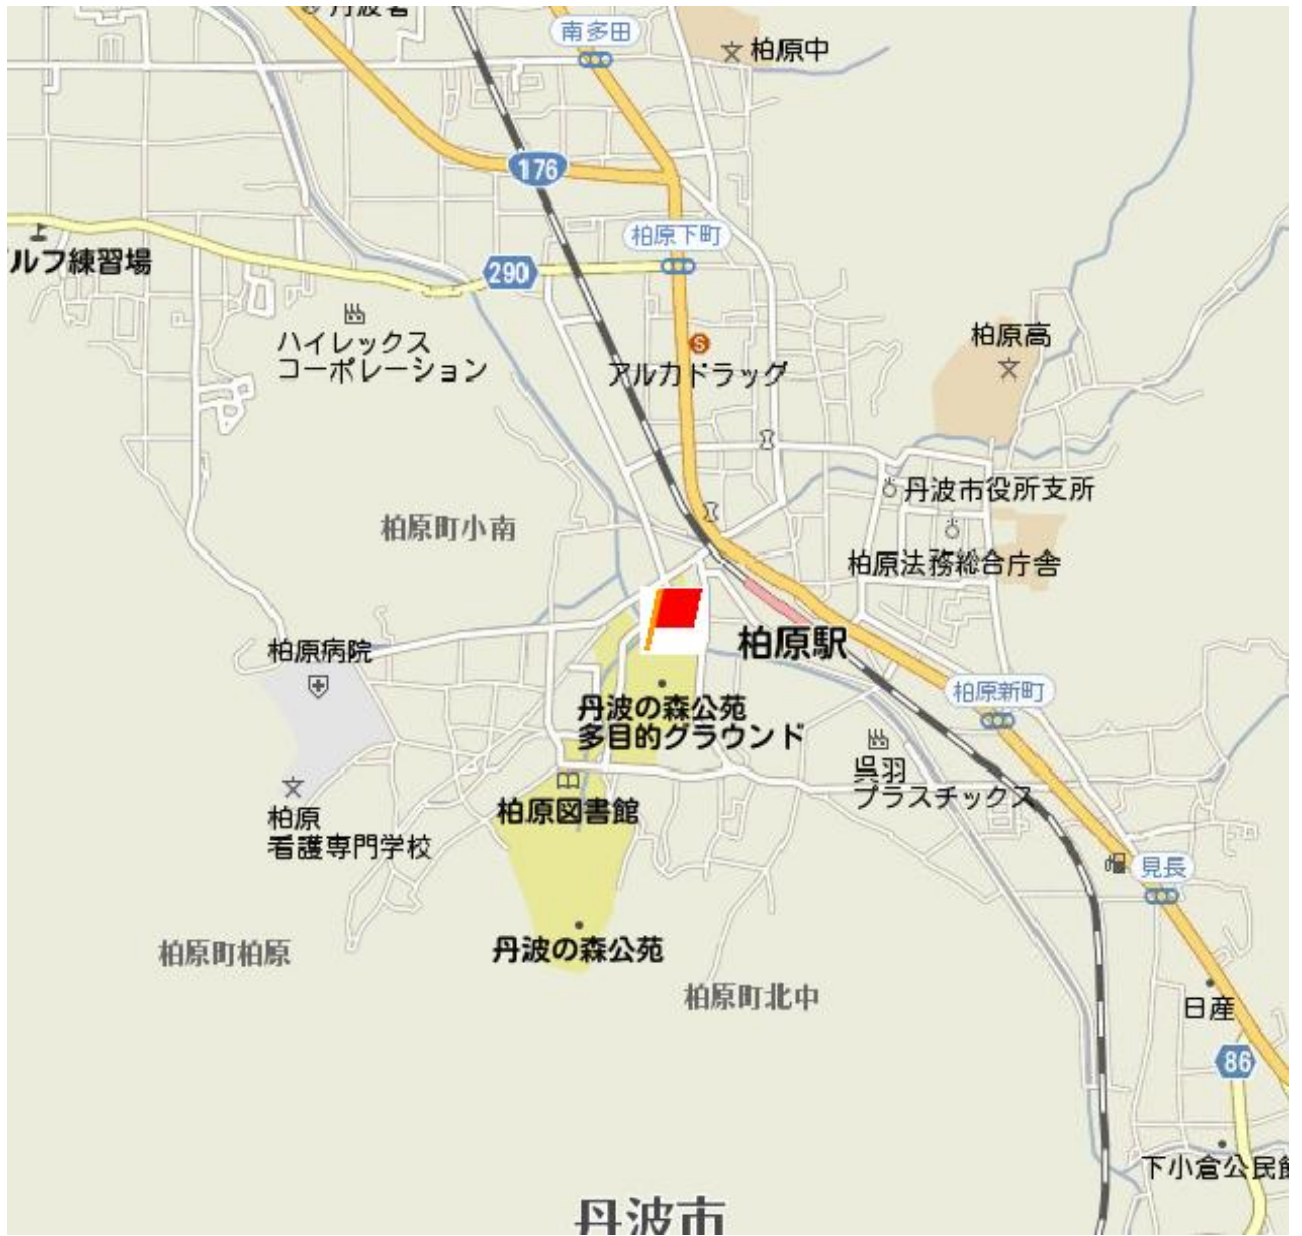 丹波署
南多田
柏原中
176
柏原下町
ルフ練習場
290
ハイレックス
コーポレーション
S
アルカドラッグ
柏原高
丹波市役所支所
柏原町小南
柏原法務総合庁舎
柏原駅
柏原病院
柏原新町
丹波の森公苑
多目的グラウンド
呉羽
プラスチックス
柏原図書館
柏原
看護専門学校
見長
丹波の森公苑
柏原町柏原
柏原町北中
日産
86
下小倉公民館
丹波市